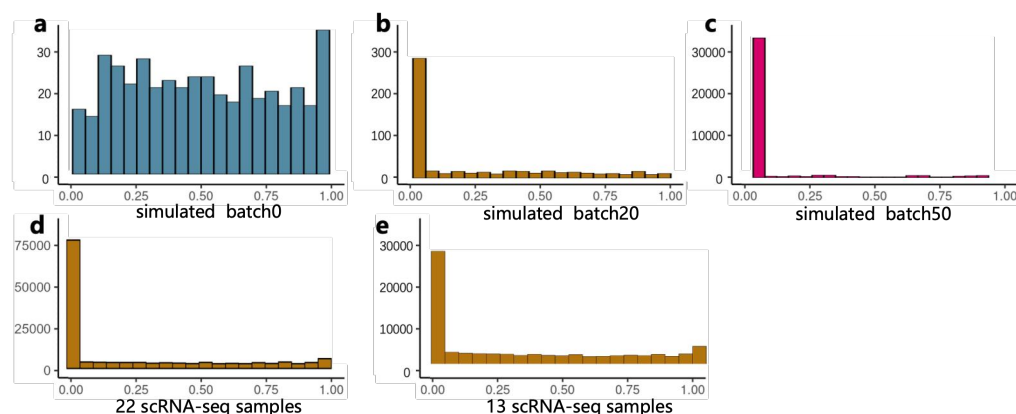 a
30
20
10
0
0.00 0.25 0.50 0.75 1.00
simulated batch0
b
300
200
100
0
0.00 0.25 0.50 0.75 1.00
simulated batch20
c
30000
20000
10000
0
0.00 0.25 0.50 0.75 1.00
simulated batch50
d
75000
50000
25000
0
0.00 0.25 0.50 0.75 1.00
22 scRNA-seq samples
e
30000
20000
10000
0
0.00 0.25 0.50 0.75 1.00
13 scRNA-seq samples